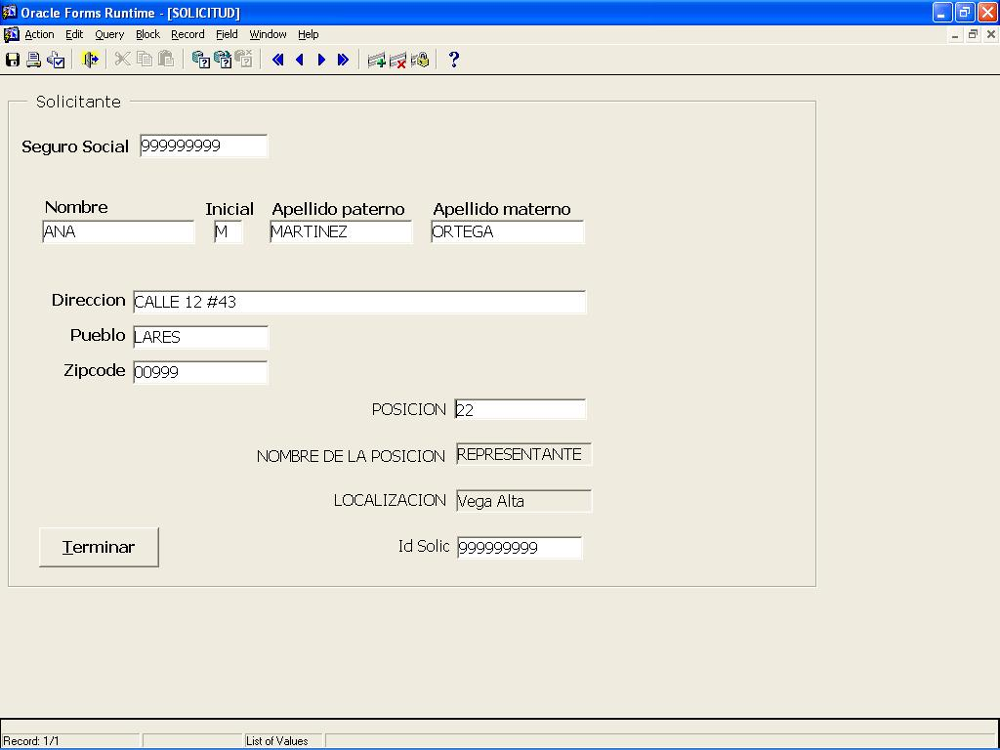 Oracle Forms Runtime - [SOLICITUD]
Action Edit Query Block Record Field Window Help
Solicitante
Seguro Social 999999999
Nombre Inicial Apellido paterno Apellido materno
ANA M MARTINEZ ORTEGA
Direccion CALLE 12 #43
Pueblo LARES
Zipcode 00999
POSICION 22
NOMBRE DE LA POSICION REPRESENTANTE
LOCALIZACION Vega Alta
Terminar Id Solic 999999999
Record: 1/1 List of Values